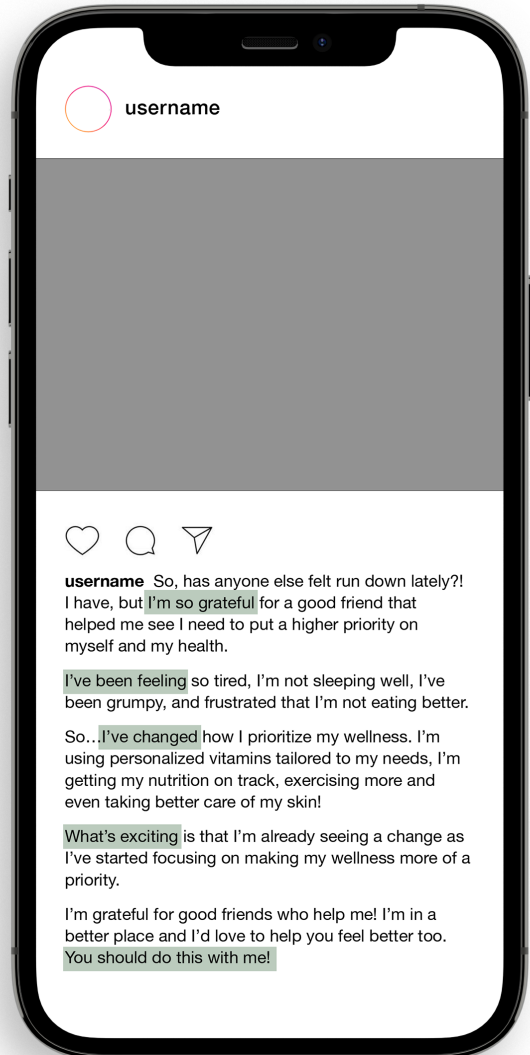 username
username So, has anyone else felt run down lately?!
I have, but I'm so grateful for a good friend that
helped me see I need to put a higher priority on
myself and my health.
I've been feeling so tired, I'm not sleeping well, I've
been grumpy, and frustrated that I'm not eating better.
So…I've changed how I prioritize my wellness. I'm
using personalized vitamins tailored to my needs, I'm
getting my nutrition on track, exercising more and
even taking better care of my skin!
What's exciting is that I'm already seeing a change as
I've started focusing on making my wellness more of a
priority.
I'm grateful for good friends who help me! I'm in a
better place and I'd love to help you feel better too.
You should do this with me!